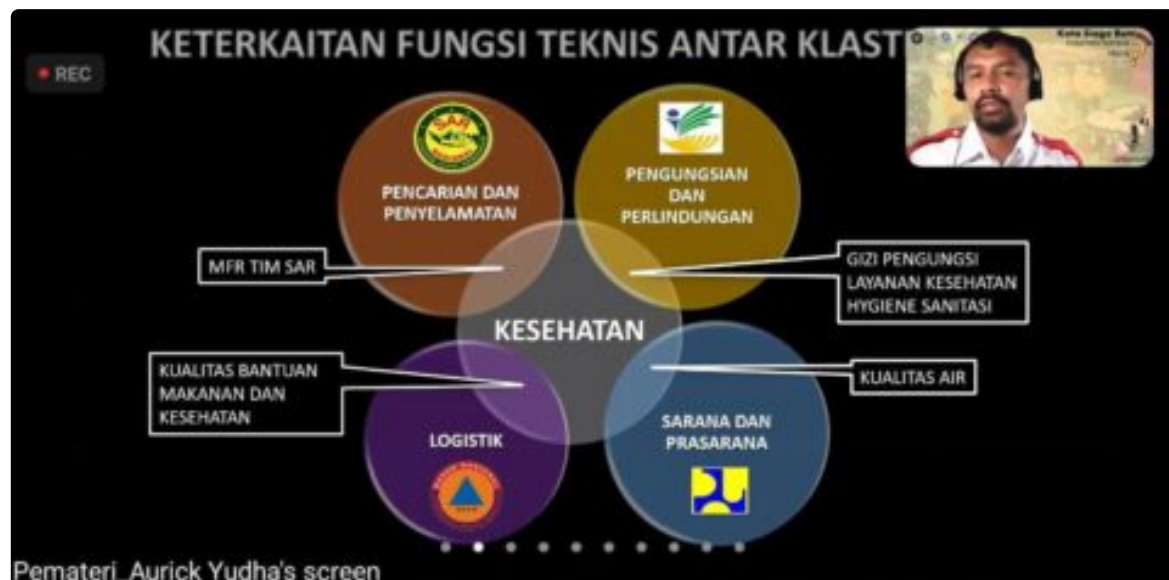 KETERKAITAN FUNGSI TEKNIS ANTAR KLAST
REC
SAR
PENCARIAN DAN
PENYELAMATAN
PENGUNGSIAN
DAN
PERLINDUNGAN
MFR TIM SAR
GIZI PENGUNGSI
LAYANAN KESEHATAN
HYGIENE SANITASI
KESEHATAN
KUALITAS BANTUAN
MAKANAN DAN
KESEHATAN
KUALITAS AIR
LOGISTIK
SARANA DAN
PRASARANA
Pemateri_Aurick Yudha's screen